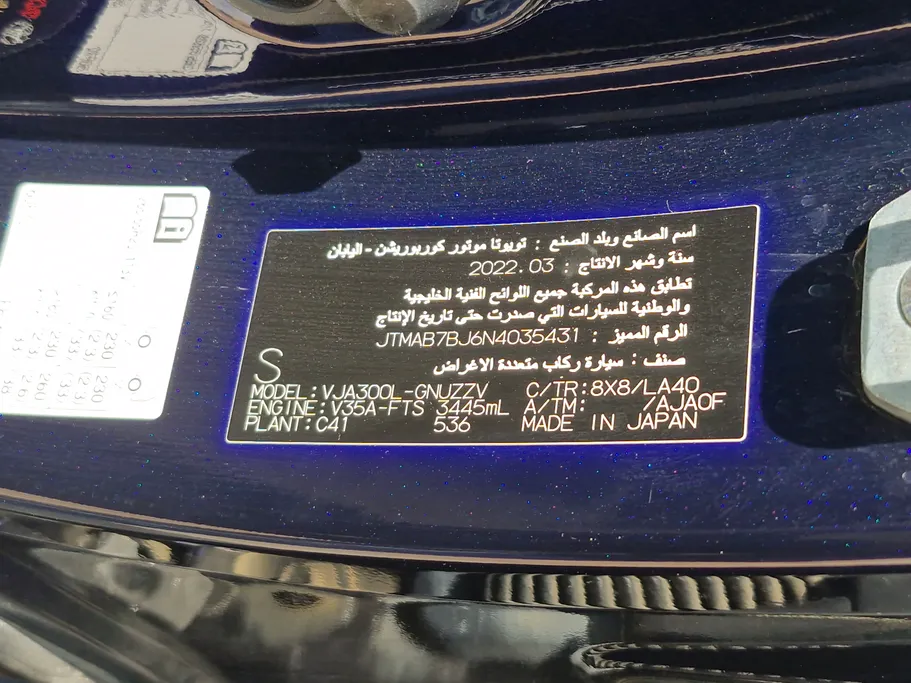 اسم الصانع وبلد الصنع : تويوتا موتور كوربوريشن - اليابان
سنة وشهر الانتاج : 2022.03
تطابق هذه المركبة جميع اللوائح الفنية الخليجية
والوطنية للسيارات التي صدرت حتى تاريخ الإنتاج
الرقم المميز : JTMAB7BJ6N4035431
صنف : سيارة ركاب متعددة الاغراض
S
MODEL:VJA300L-GNUZZV C/TR:8X8/LA40
ENGINE:V35A-FTS 3445mL A/TM: /AJA0F
PLANT:C41 536 MADE IN JAPAN